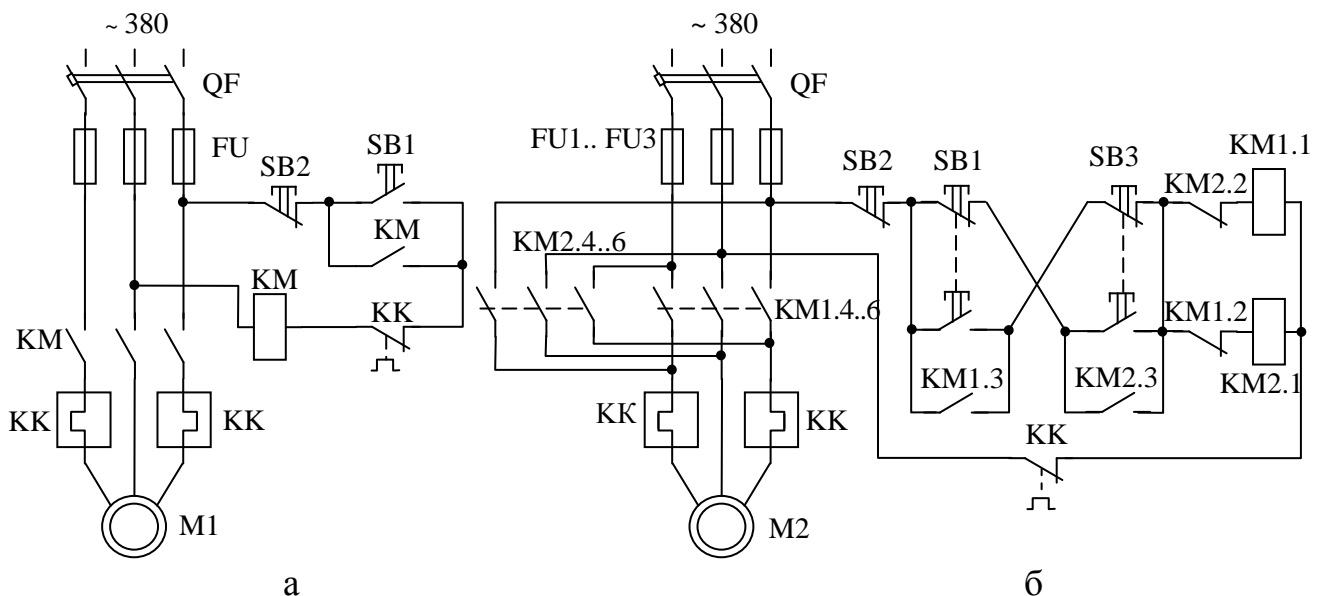 ~ 380
QF
FU
SB2
SB1
KM
KM
KK
KM
KK
KK
M1
а
~ 380
QF
FU1.. FU3
SB2
SB1
SB3
KM2.2
KM1.1
KM2.4..6
KM1.4..6
KM1.2
KM1.3
KM2.3
KM2.1
KК
KK
KK
M2
б